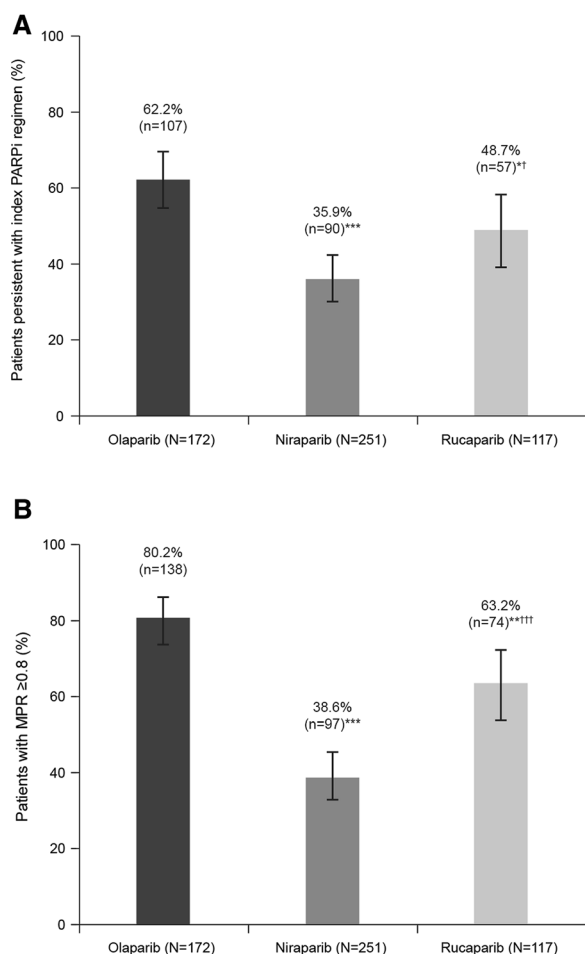 A
Patients persistent with index PARPi regimen (%)
100
80
60
40
20
0
62.2%
(n=107)
35.9%
(n=90)***
48.7%
(n=57)*†
Olaparib (N=172)
Niraparib (N=251)
Rucaparib (N=117)
B
Patients with MPR ≥0.8 (%)
100
80
60
40
20
0
80.2%
(n=138)
38.6%
(n=97)***
63.2%
(n=74)**†††
Olaparib (N=172)
Niraparib (N=251)
Rucaparib (N=117)